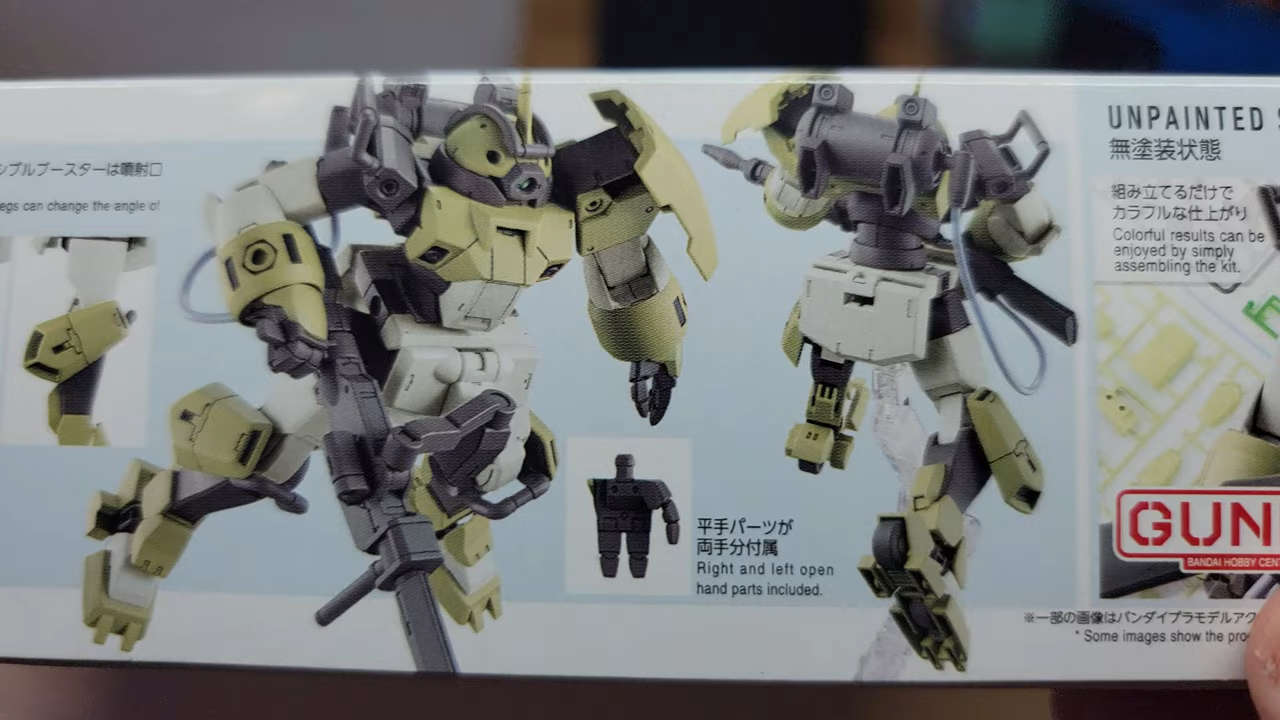 ンブルブースターは噴射口
egs can change the angle of
平手パーツが
両手分付属
Right and left open
hand parts included.
UNPAINTED S
無塗装状態
組み立てるだけで
カラフルな仕上がり
Colorful results can be
enjoyed by simply
assembling the kit.
GUN
BANDAI HOBBY CENT
※一部の画像はバンダイプラモデルアク
* Some images show the pro